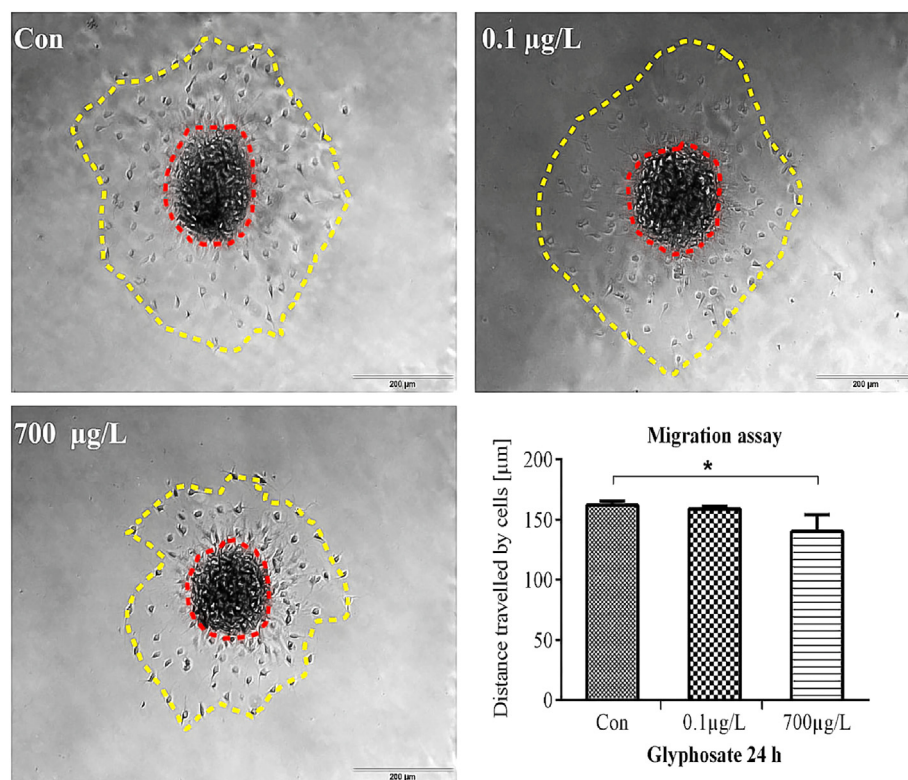 Con
200 µm
0.1 µg/L
200 µm
700 µg/L
200 µm
Migration assay
*
Distance travelled by cells [µm]
200
150
100
50
0
Con
0.1µg/L
700µg/L
Glyphosate 24 h